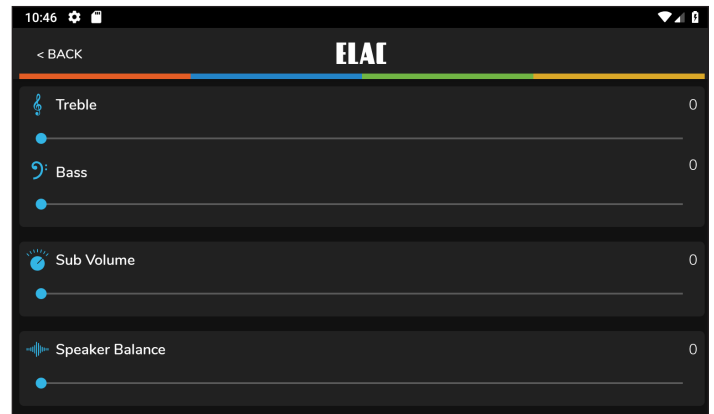 10:46
< BACK
ELAC
Treble 0
Bass 0
Sub Volume 0
Speaker Balance 0